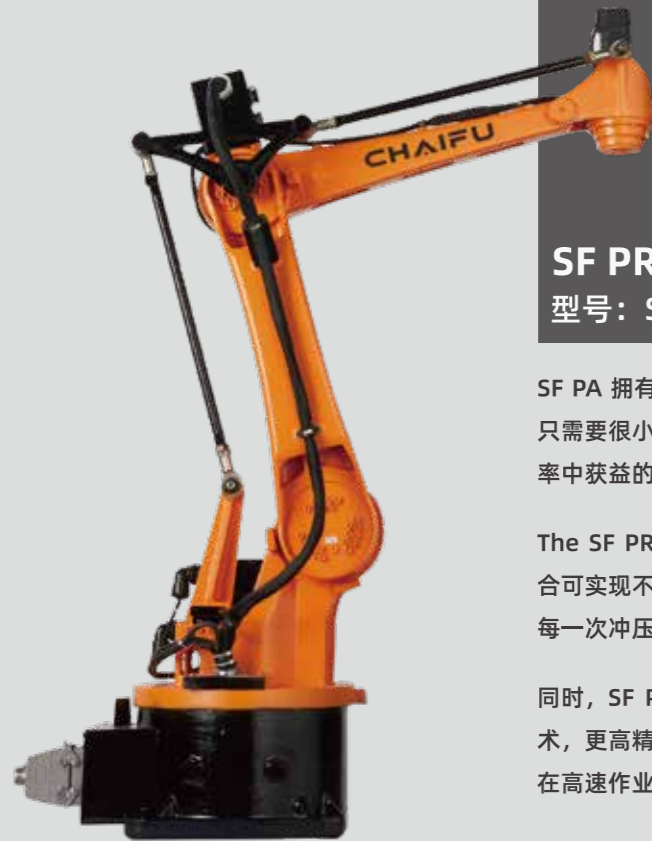 CHAIFU
SF PR
型号：S
SF PA 拥有
只需要很小
率中获益的
The SF PR
合可实现不
每一次冲压
同时，SF P
术，更高精
在高速作业